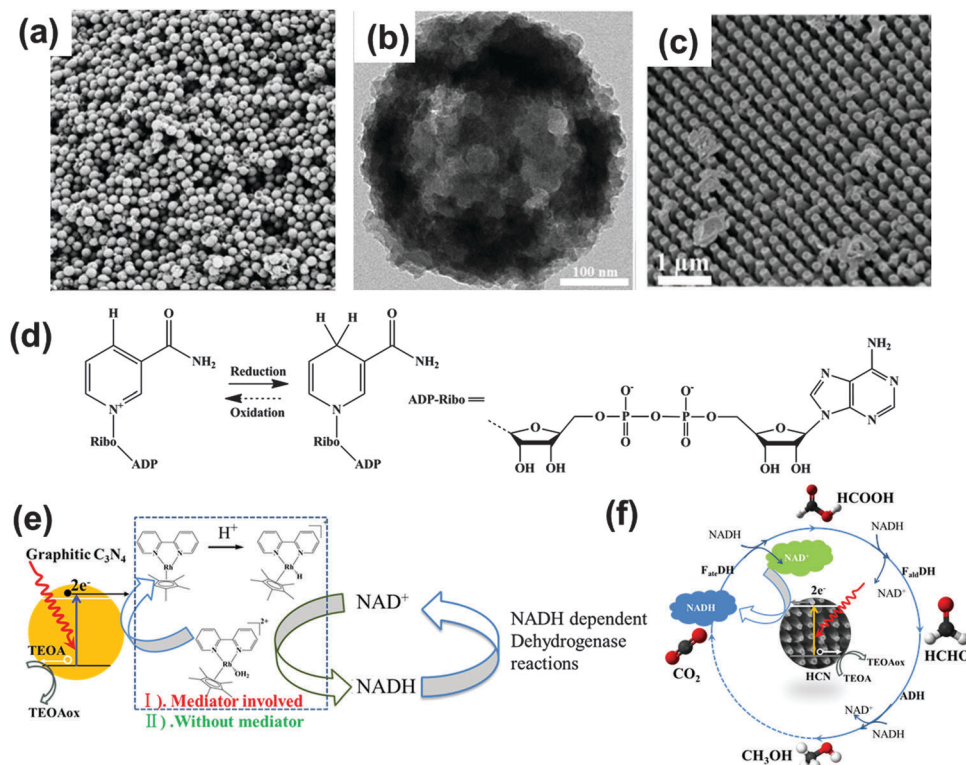 (a)
(b)
100 nm
(c)
1 μm
(d)
H
O
NH₂
N⁺
Ribo
ADP
Reduction
Oxidation
H H
O
NH₂
N
Ribo
ADP
ADP-Ribo
O
OH OH
O
O⁻
P
O
O
O⁻
P
O
O
O
OH OH
NH₂
N
N
N
N
(e)
Graphitic C₃N₄
2e⁻
TEOA
TEOAox
H⁺
N N
Rh
N N
Rh
H
N N
Rh
OH₂
2+
Ⅰ). Mediator involved
Ⅱ).Without mediator
NAD⁺
NADH
NADH dependent
Dehydrogenase
reactions
(f)
HCOOH
NADH
FateDH
NAD⁺
NADH
FaldDH
NAD⁺
2e⁻
HCN
TEOA
TEOAox
HCHO
CO₂
ADH
NAD⁺
NADH
CH₃OH